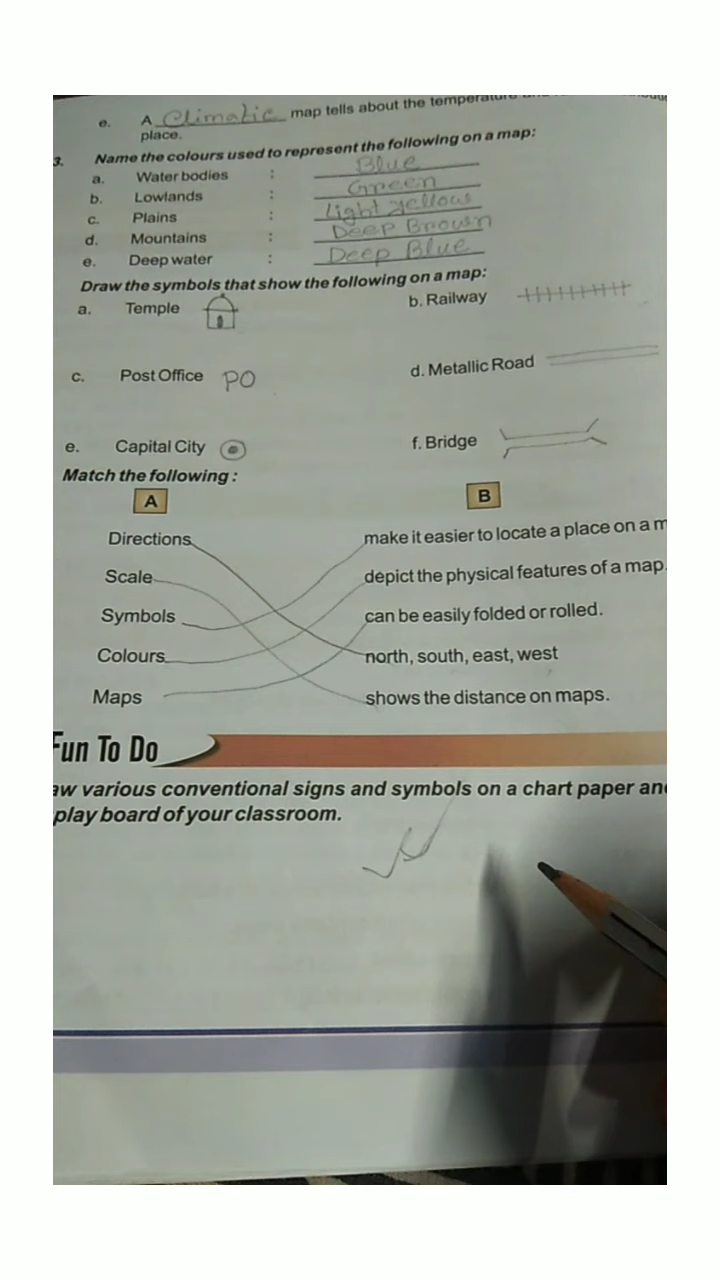 e. A Climatic map tells about the temperature
place.
3. Name the colours used to represent the following on a map:
a. Water bodies : Blue
b. Lowlands : Green
c. Plains : Light yellow
d. Mountains : Deep Brown
e. Deep water : Deep Blue
Draw the symbols that show the following on a map:
a. Temple b. Railway
c. Post Office PO d. Metallic Road
e. Capital City f. Bridge
Match the following :
A B
Directions make it easier to locate a place on a m
Scale depict the physical features of a map.
Symbols can be easily folded or rolled.
Colours north, south, east, west
Maps shows the distance on maps.
Fun To Do
aw various conventional signs and symbols on a chart paper and
play board of your classroom.